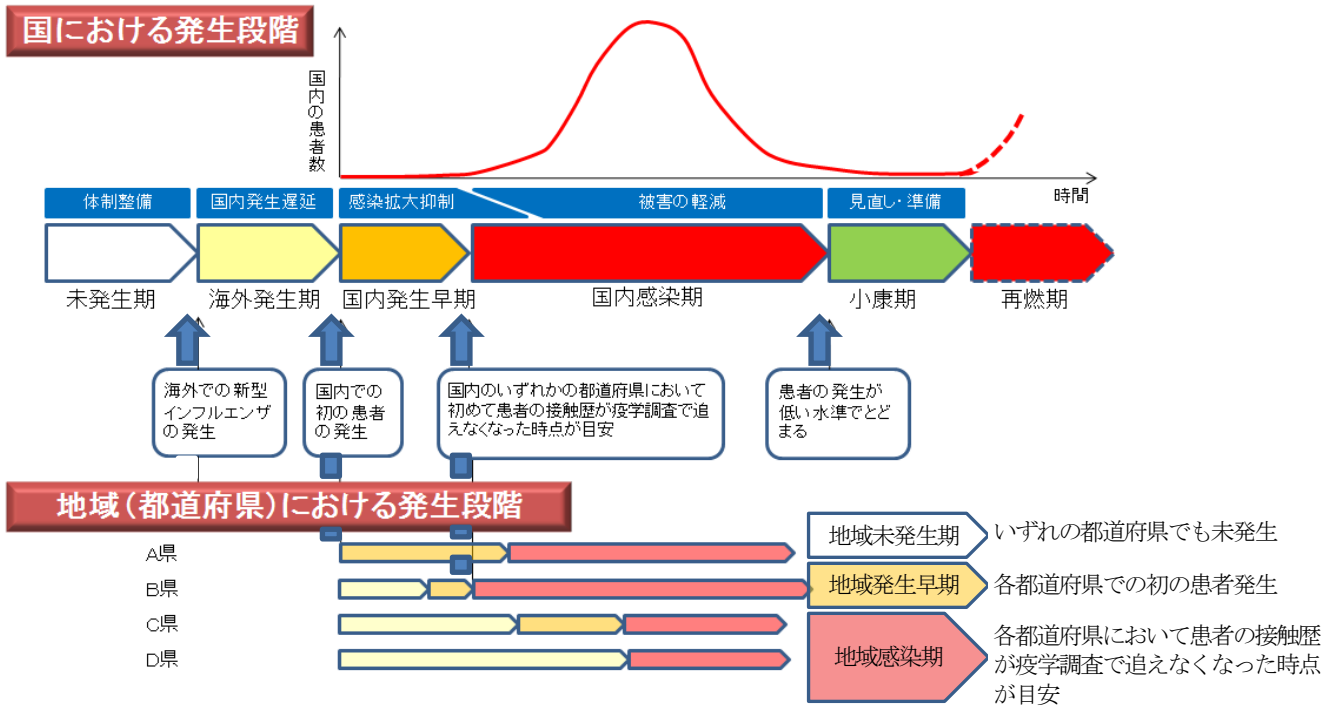 国における発生段階
国内の患者数
時間
体制整備
国内発生遅延
感染拡大抑制
被害の軽減
見直し・準備
未発生期
海外発生期
国内発生早期
国内感染期
小康期
再燃期
海外での新型
インフルエンザ
の発生
国内での
初の患者
の発生
国内のいずれかの都道府県において
初めて患者の接触歴が疫学調査で追
えなくなった時点が目安
患者の発生が
低い水準でとど
まる
地域(都道府県)における発生段階
A県
B県
C県
D県
地域未発生期
いずれの都道府県でも未発生
地域発生早期
各都道府県での初の患者発生
地域感染期
各都道府県において患者の接触歴
が疫学調査で追えなくなった時点
が目安